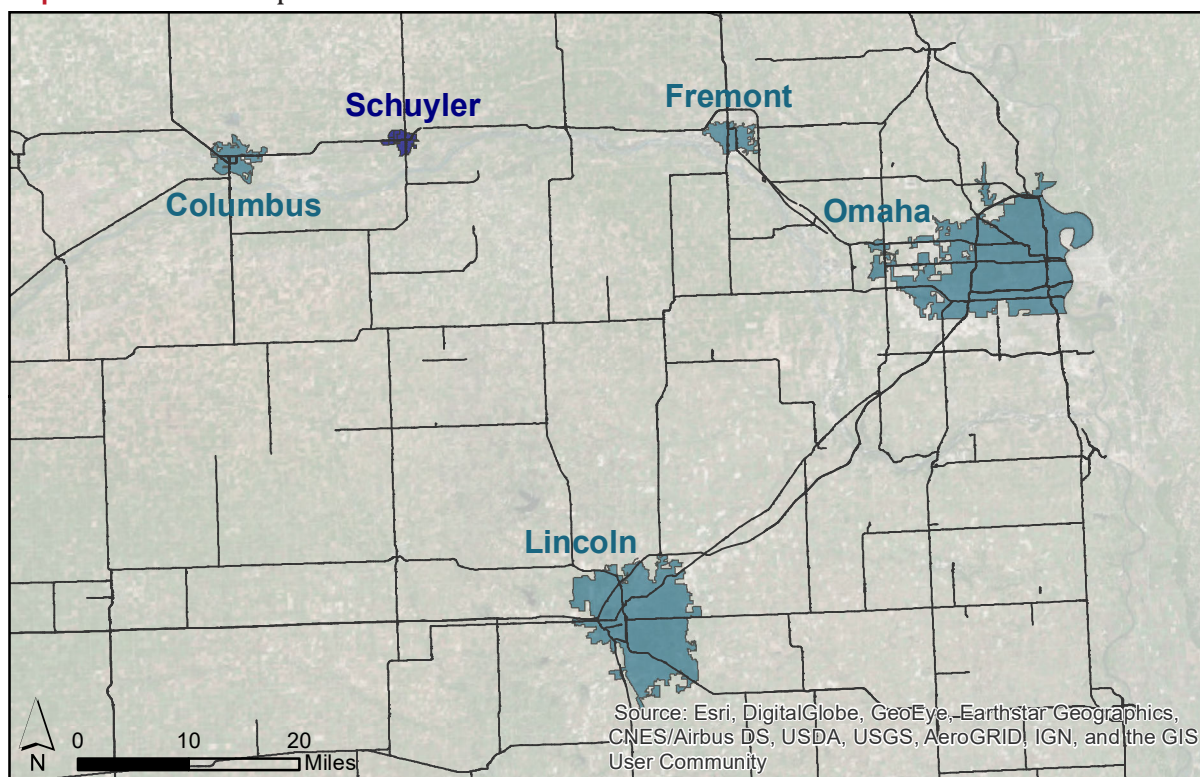 Schuyler
Fremont
Columbus
Omaha
Lincoln
N
0 10 20
Miles
Source: Esri, DigitalGlobe, GeoEye, Earthstar Geographics,
CNES/Airbus DS, USDA, USGS, AeroGRID, IGN, and the GIS
User Community